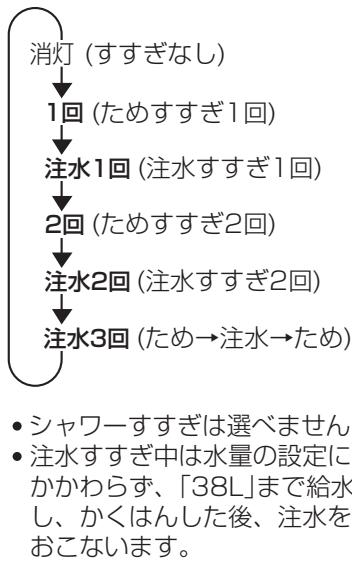 消灯 (すすぎなし)
1回 (ためすすぎ1回)
注水1回 (注水すすぎ1回)
2回 (ためすすぎ2回)
注水2回 (注水すすぎ2回)
注水3回 (ため→注水→ため)
• シャワーすすぎは選べません
• 注水すすぎ中は水量の設定に
かかわらず、「38L」まで給水
し、かくはんした後、注水を
おこないます。